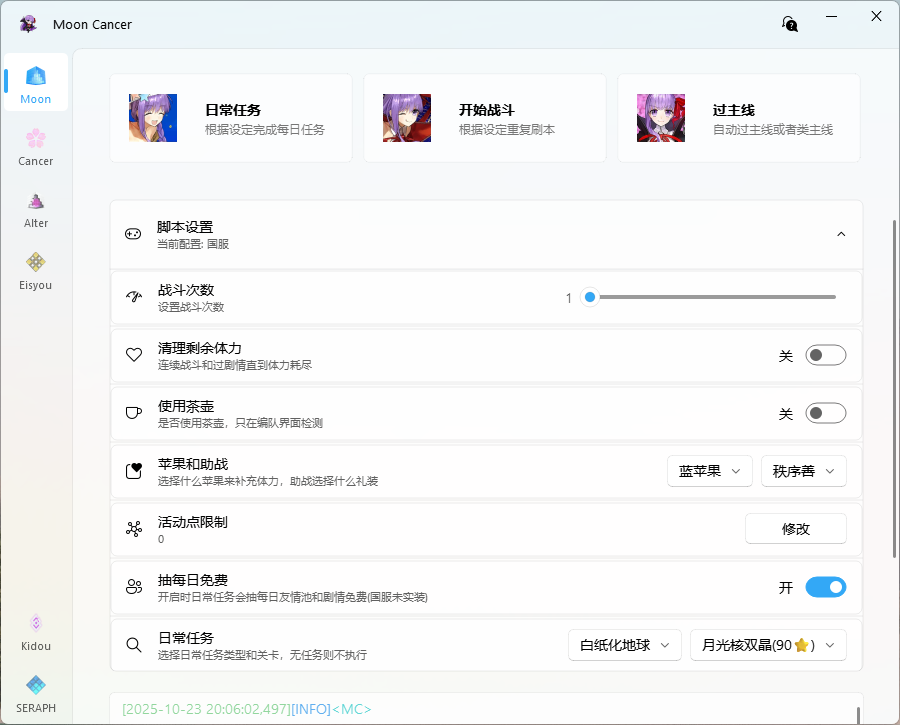 Moon Cancer
Moon
Cancer
Alter
Eisyou
Kidou
SERAPH
日常任务
根据设定完成每日任务
开始战斗
根据设定重复刷本
过主线
自动过主线或者类主线
脚本设置
当前配置: 国服
战斗次数
设置战斗次数
1
清理剩余体力
连续战斗和过剧情直到体力耗尽
关
使用茶壶
是否使用茶壶，只在编队界面检测
关
苹果和助战
选择什么苹果来补充体力，助战选择什么礼装
蓝苹果
秩序善
活动点限制
0
修改
抽每日免费
开启时日常任务会抽每日友情池和剧情免费(国服未实装)
开
日常任务
选择日常任务类型和关卡，无任务则不执行
白纸化地球
月光核双晶(90⭐)
[2025-10-23 20:06:02,497][INFO]<MC>